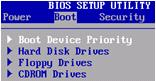 BIOS SETUP UTILITY
Power Boot Security
Boot Device Priority
Hard Disk Drives
Floppy Drives
CDROM Drives